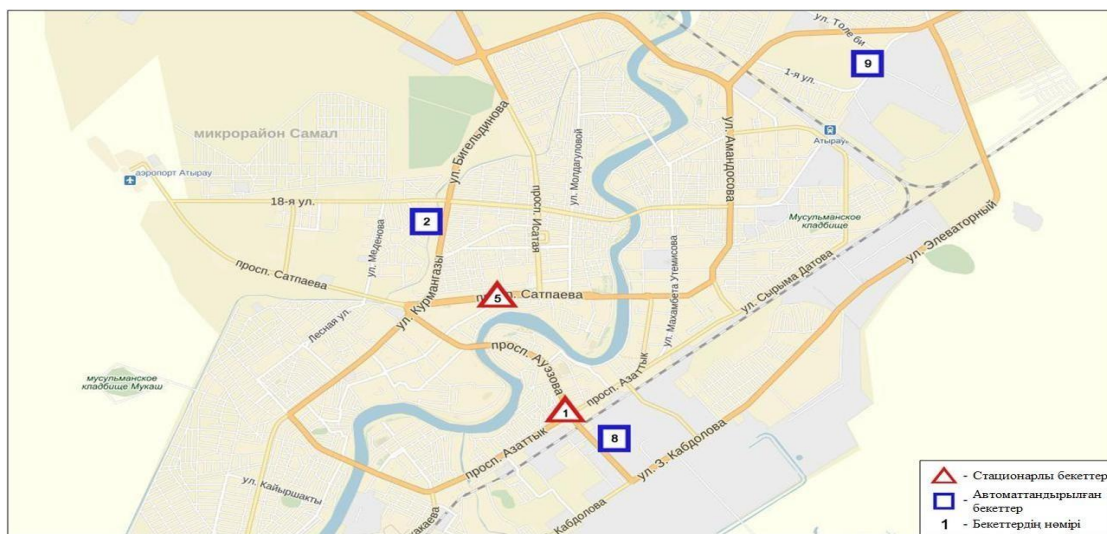 ул. Толе би
9
1-я ул.
микрорайон Самал
ул. Бигельдинова
ул. Молдагуловой
ул. Амандосова
Атырау
аэропорт Атырау
18-я ул.
2
просп. Исатая
Мусульманское
кладбище
ул. Элеваторный
ул. Меденова
просп. Сатпаева
ул. Курмангазы
5
Сатпаева
ул. Махамбета Утемисова
ул. Сырыма Датова
Лесная ул.
просп. Ауэзова
просп. Азаттык
мусульманское
кладбище Мукаш
1
8
просп. Азаттык
ул. З. Кабдолова
ул. Кайыршакты
Кабдолова
- Стационарлы бекеттер
- Автоматтандырылған
бекеттер
1 - Бекеттердің нөмірі